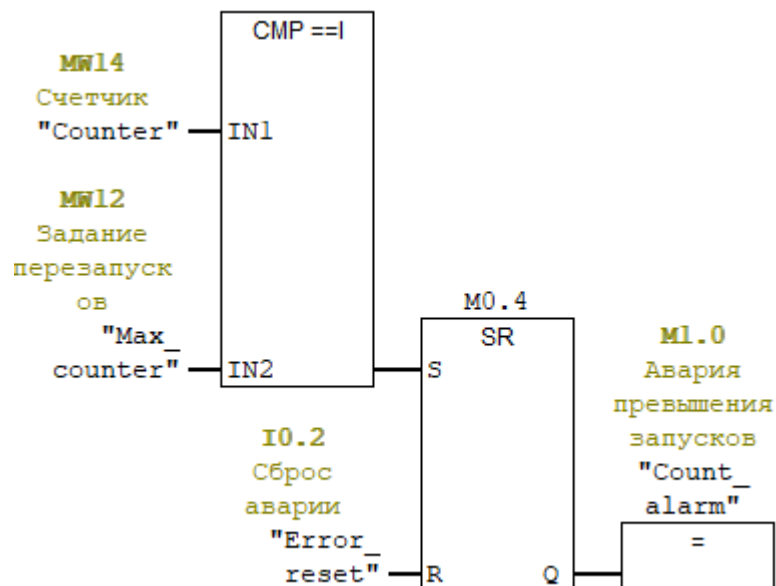 CMP ==I
MW14
Счетчик
"Counter"
IN1
MW12
Задание
перезапуск
ов
"Max_
counter"
IN2
M0.4
SR
S
M1.0
Авария
превышения
запусков
"Count_
alarm"
=
I0.2
Сброс
аварии
"Error_
reset"
R
Q